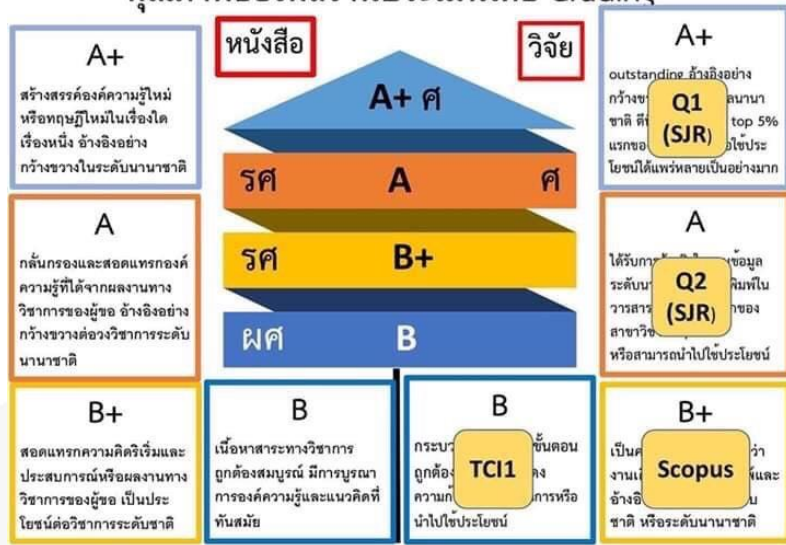 Grading
A+
สร้างสรรค์องค์ความรู้ใหม่
หรือทฤษฎีใหม่ในเรื่องใด
เรื่องหนึ่ง อ้างอิงอย่าง
กว้างขวางในระดับนานาชาติ
หนังสือ
วิจัย
A+
outstanding อ้างอิงอย่าง
ชาติ
top 5%
โยชน์ได้แพร่หลายเป็นอย่างมาก
Q1
(SJR)
A+ ศ
รศ A ศ
รศ B+
ผศ B
A
กลั่นกรองและสอดแทรกองค์
ความรู้ที่ได้จากผลงานทาง
วิชาการของผู้ขอ อ้างอิงอย่าง
กว้างขวางต่อวงวิชาการระดับ
นานาชาติ
A
หรือสามารถนำไปใช้ประโยชน์
Q2
(SJR)
B+
สอดแทรกความคิดริเริ่มและ
ประสบการณ์หรือผลงานทาง
วิชาการของผู้ขอ เป็นประ
โยชน์ต่อวิชาการระดับชาติ
B
เนื้อหาสาระทางวิชาการ
ถูกต้องสมบูรณ์ มีการบูรณา
การองค์ความรู้และแนวคิดที่
ทันสมัย
B
ขั้นตอน
ถูกต้อง
การหรือ
นำไปใช้ประโยชน์
TCI1
B+
ชาติ หรือระดับนานาชาติ
Scopus